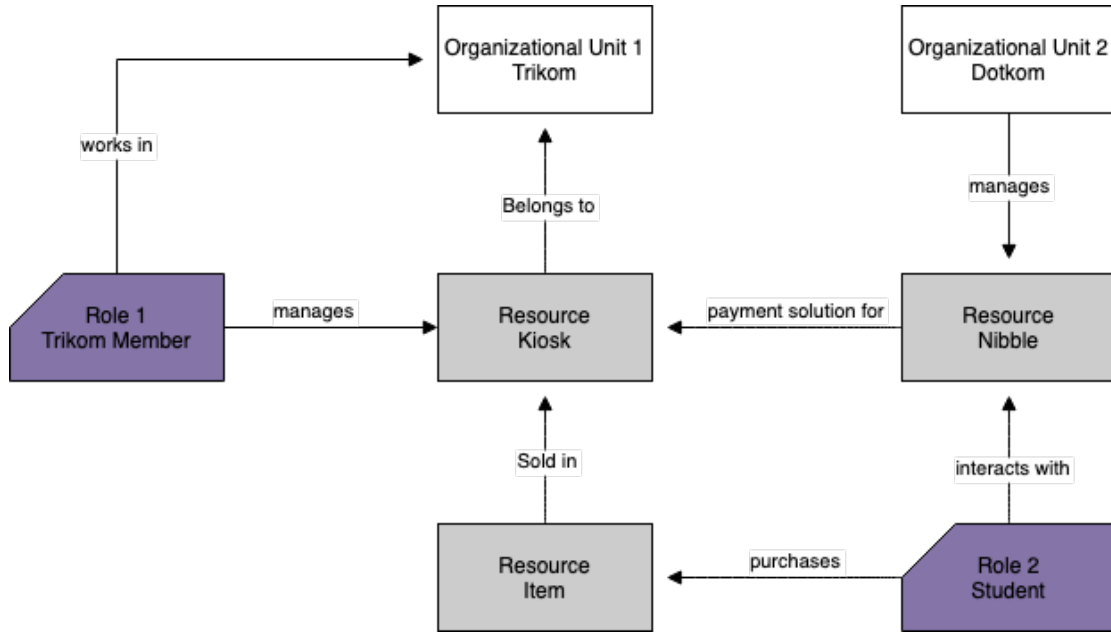 Organizational Unit 1
Trikom
Organizational Unit 2
Dotkom
works in
Belongs to
manages
Role 1
Trikom Member
manages
Resource
Kiosk
payment solution for
Resource
Nibble
Sold in
interacts with
Resource
Item
purchases
Role 2
Student